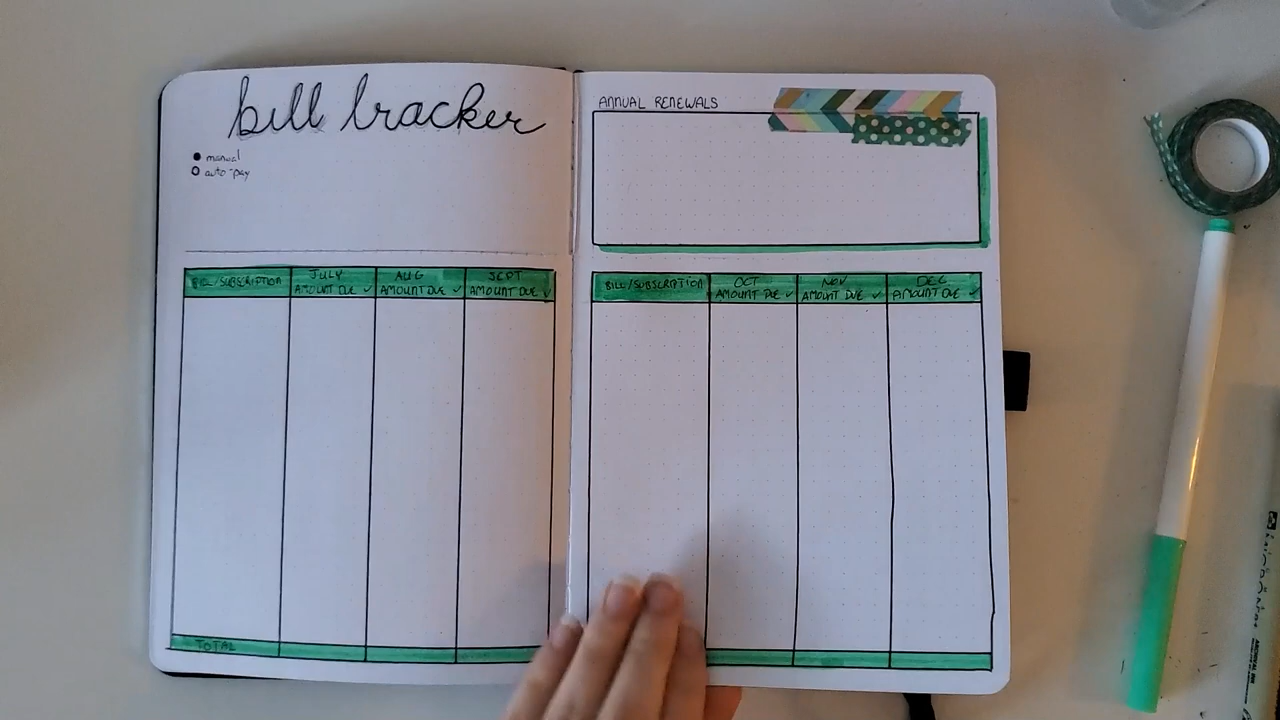 bill tracker
manual
auto-pay
ANNUAL RENEWALS
BILL/SUBSCRIPTION JULY AMOUNT DUE ✓ AUG AMOUNT DUE ✓ SEPT AMOUNT DUE ✓
TOTAL
BILL/SUBSCRIPTION OCT AMOUNT DUE ✓ NOV AMOUNT DUE ✓ DEC AMOUNT DUE ✓